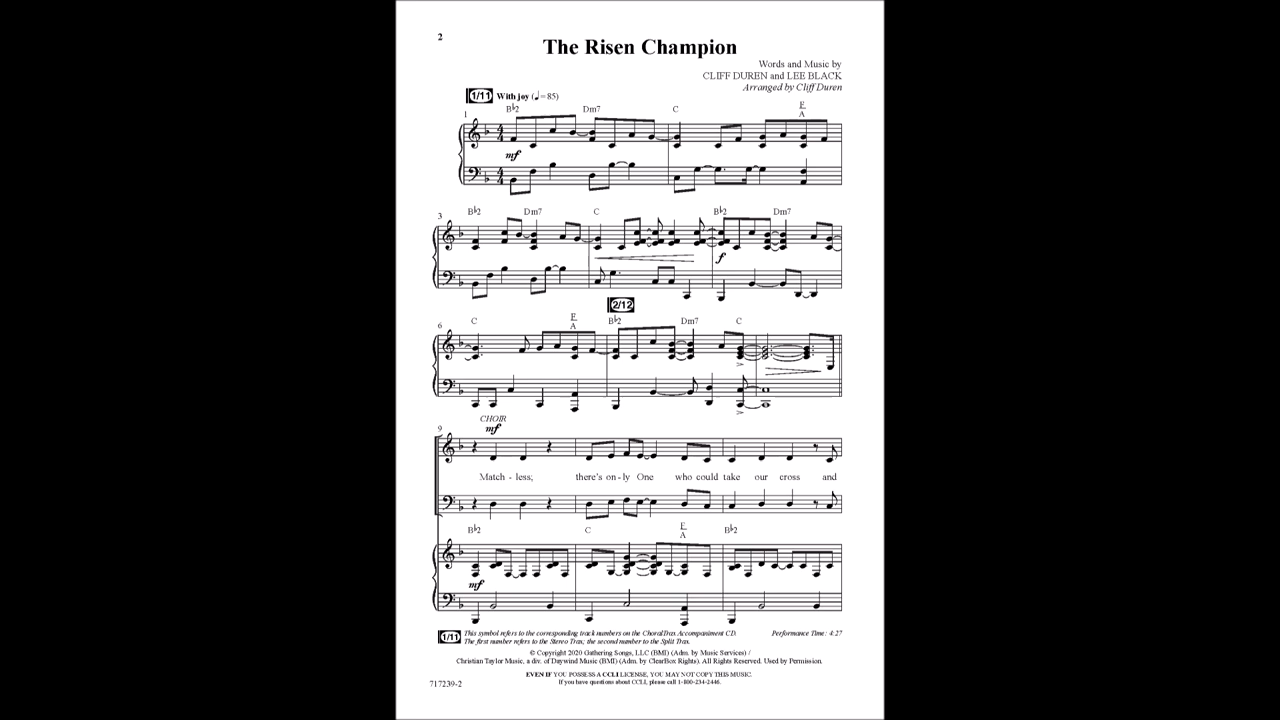 2
The Risen Champion
Words and Music by
CLIFF DUREN and LEE BLACK
Arranged by Cliff Duren
1/11 With joy (♩=85)
B♭2 Dm7 C F/A
1
4/4
mf
4/4
B♭2 Dm7 C B♭2 Dm7
3
f
2/12
C F/A B♭2 Dm7 C
6
CHOIR
mf
9
Match - less; there's on - ly One who could take our cross and
B♭2 C F/A B♭2
mf
1/11 This symbol refers to the corresponding track numbers on the ChoralTrax Accompaniment CD. Performance Time: 4:27
The first number refers to the Stereo Trax; the second number to the Split Trax.
© Copyright 2020 Gathering Songs, LLC (BMI) (Adm. by Music Services) /
Christian Taylor Music, a div. of Daywind Music (BMI) (Adm. by ClearBox Rights). All Rights Reserved. Used by Permission.
EVEN IF YOU POSSESS A CCLI LICENSE, YOU MAY NOT COPY THIS MUSIC.
If you have questions about CCLI, please call 1-800-234-2446.
717239-2